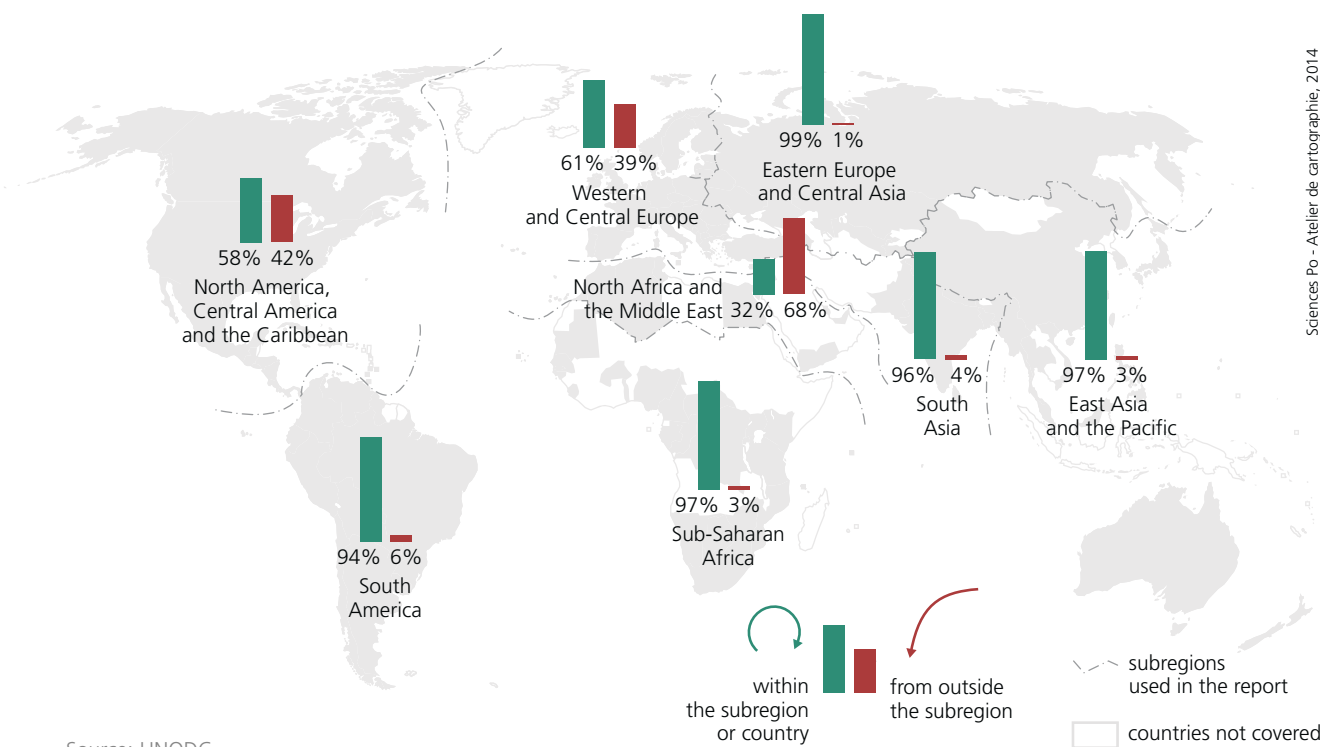 Sciences Po - Atelier de cartographie, 2014
99% 1%
Eastern Europe
and Central Asia
61% 39%
Western
and Central Europe
58% 42%
North America,
Central America
and the Caribbean
North Africa and
the Middle East 32% 68%
96% 4%
South
Asia
97% 3%
East Asia
and the Pacific
97% 3%
Sub-Saharan
Africa
94% 6%
South
America
within
the subregion
or country
from outside
the subregion
subregions
used in the report
countries not covered
Source: UNODC